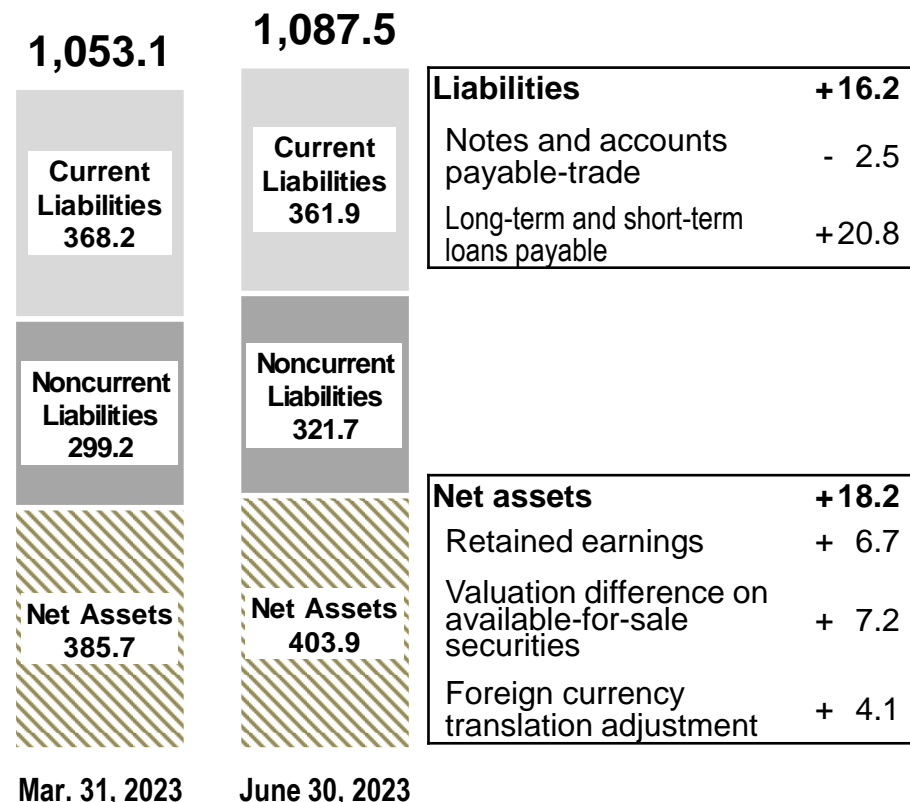 1,053.1
Current
Liabilities
368.2
Noncurrent
Liabilities
299.2
Net Assets
385.7
Mar. 31, 2023
1,087.5
Current
Liabilities
361.9
Noncurrent
Liabilities
321.7
Net Assets
403.9
June 30, 2023
Liabilities +16.2
Notes and accounts
payable-trade - 2.5
Long-term and short-term
loans payable +20.8
Net assets +18.2
Retained earnings + 6.7
Valuation difference on
available-for-sale + 7.2
securities
Foreign currency
translation adjustment + 4.1